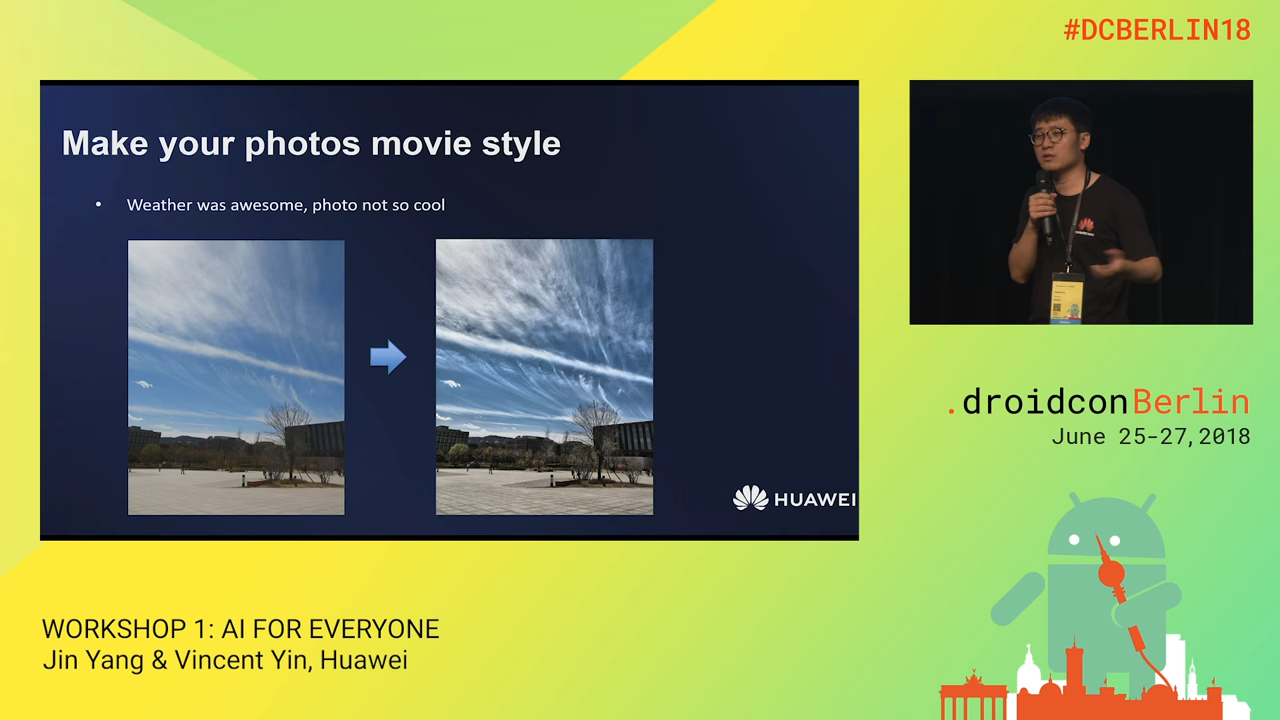 #DCBERLIN18
Make your photos movie style
• Weather was awesome, photo not so cool
HUAWEI
.droidconBerlin
June 25-27, 2018
WORKSHOP 1: AI FOR EVERYONE
Jin Yang & Vincent Yin, Huawei